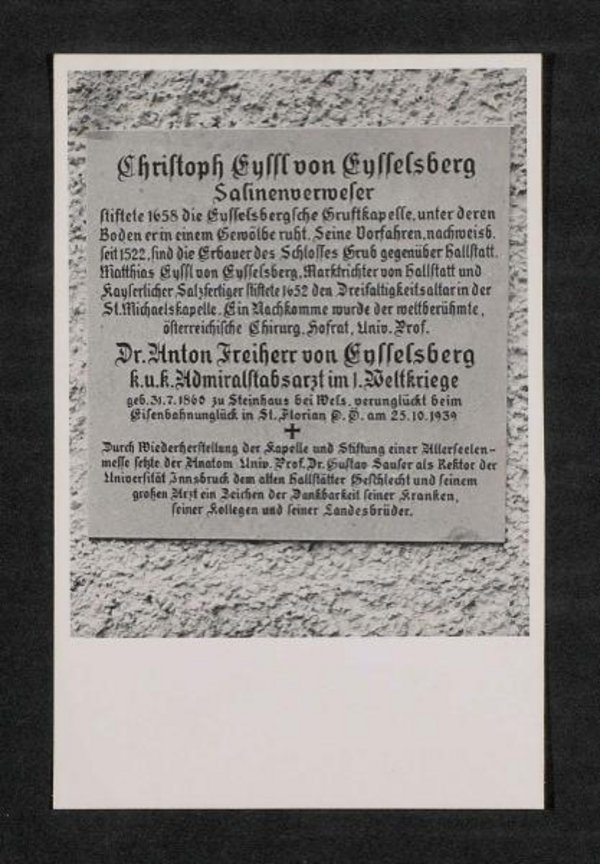 Christoph Eyssl von Eysselsberg
Salinenverweser
stiftete 1658 die Eysselsbergsche Gruftkapelle, unter deren
Boden er in einem Gewölbe ruht. Seine Vorfahren, nachweisb.
seit 1522, sind die Erbauer des Schlosses Grub gegenüber Hallstatt.
Matthias Eyssl von Eysselsberg, Marktrichter von Hallstatt und
Kayserlicher Salzfertiger stiftete 1652 den Dreifaltigkeitsaltar in der
St. Michaelskapelle. Ein Nachkomme wurde der weltberühmte,
österreichische Chirurg, Hofrat, Univ. Prof.
Dr. Anton Freiherr von Eysselsberg
k.u.k. Admiralstabsarzt im 1. Weltkriege
geb. 31.7.1860 zu Steinhaus bei Wels, verunglückt beim
Eisenbahnunglück in St. Florian O. Ö. am 25.10.1939
Durch Wiederherstellung der Kapelle und Stiftung einer Allerseelen-
messe setzte der Anatom Univ. Prof. Dr. Gustav Sauser als Rektor der
Universität Innsbruck dem alten Hallstätter Geschlecht und seinem
großen Arzt ein Zeichen der Dankbarkeit seiner Kranken,
seiner Kollegen und seiner Landesbrüder.